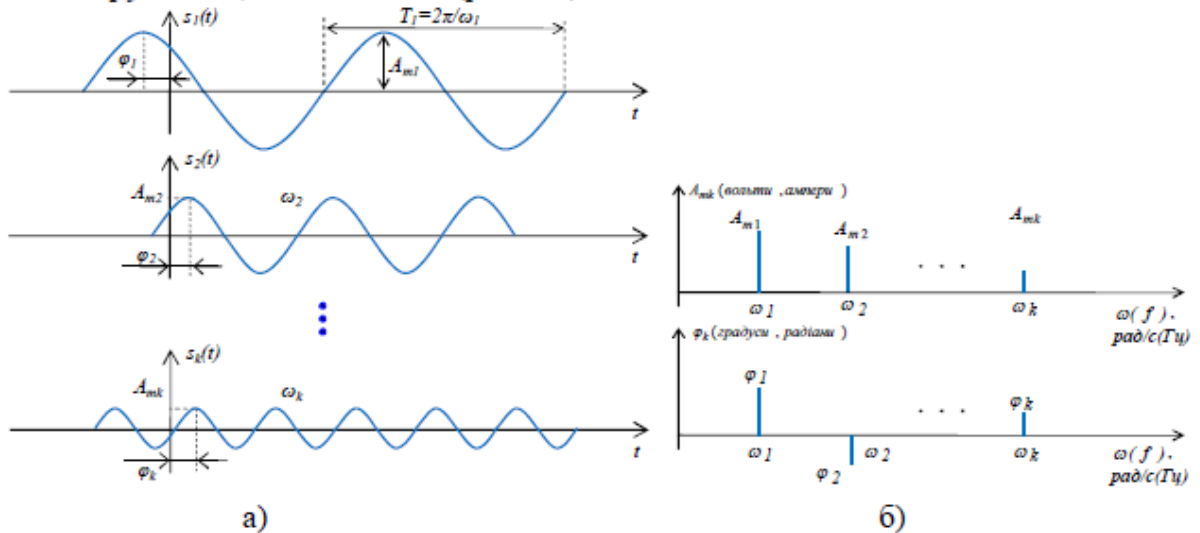 s₁(t)
T₁=2π/ω₁
φ₁
Aₘ₁
t
s₂(t)
Aₘ₂
ω₂
φ₂
t
sₖ(t)
Aₘₖ
ωₖ
φₖ
t
а)
Aₘₖ (вольти , ампери )
Aₘ₁
Aₘ₂
. . .
Aₘₖ
ω₁
ω₂
ωₖ
ω( f ) .
рад/с(Гц)
φₖ (градуси , радіани )
φ₁
. . .
φₖ
ω₁
φ₂
ω₂
ωₖ
ω( f ) .
рад/с(Гц)
б)